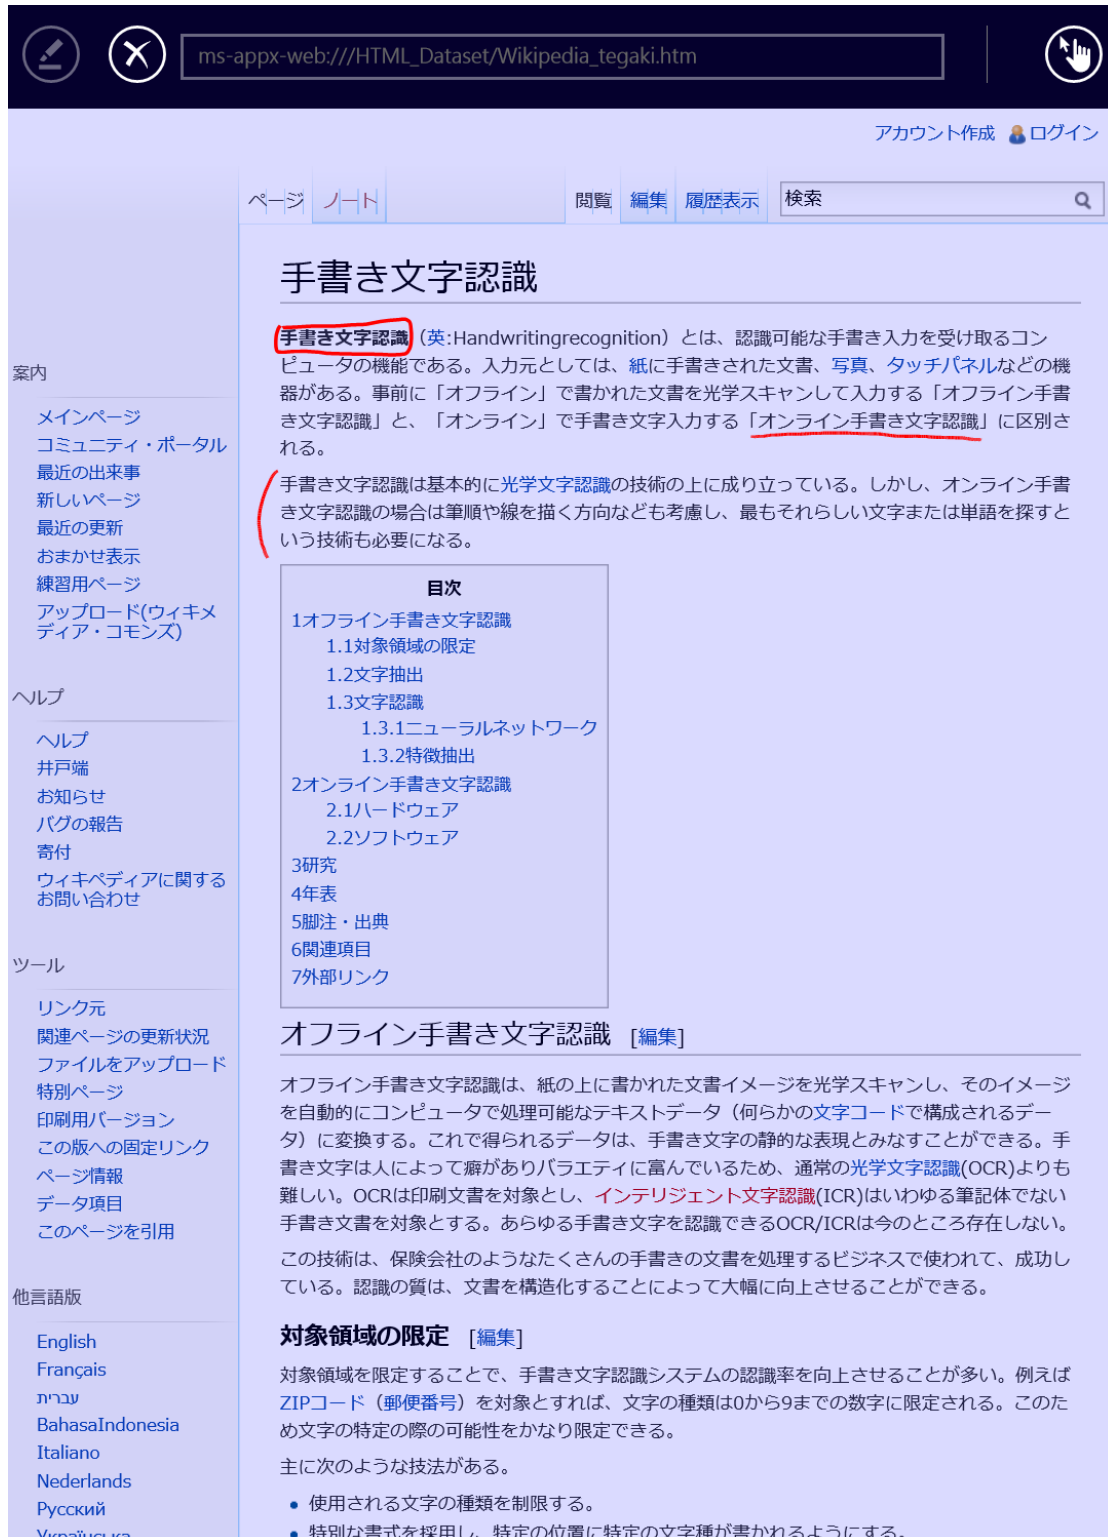 ms-appx-web:///HTML_Dataset/Wikipedia_tegaki.htm
アカウント作成 ログイン
ページ ノート 閲覧 編集 履歴表示 検索
手書き文字認識
手書き文字認識（英:Handwritingrecognition）とは、認識可能な手書き入力を受け取るコン
ピュータの機能である。入力元としては、紙に手書きされた文書、写真、タッチパネルなどの機
器がある。事前に「オフライン」で書かれた文書を光学スキャンして入力する「オフライン手書
き文字認識」と、「オンライン」で手書き文字入力する「オンライン手書き文字認識」に区別さ
れる。
手書き文字認識は基本的に光学文字認識の技術の上に成り立っている。しかし、オンライン手書
き文字認識の場合は筆順や線を描く方向なども考慮し、最もそれらしい文字または単語を探すと
いう技術も必要になる。
目次
1オフライン手書き文字認識
1.1対象領域の限定
1.2文字抽出
1.3文字認識
1.3.1ニューラルネットワーク
1.3.2特徴抽出
2オンライン手書き文字認識
2.1ハードウェア
2.2ソフトウェア
3研究
4年表
5脚注・出典
6関連項目
7外部リンク
オフライン手書き文字認識 [編集]
オフライン手書き文字認識は、紙の上に書かれた文書イメージを光学スキャンし、そのイメージ
を自動的にコンピュータで処理可能なテキストデータ（何らかの文字コードで構成されるデー
タ）に変換する。これで得られるデータは、手書き文字の静的な表現とみなすことができる。手
書き文字は人によって癖がありバラエティに富んでいるため、通常の光学文字認識(OCR)よりも
難しい。OCRは印刷文書を対象とし、インテリジェント文字認識(ICR)はいわゆる筆記体でない
手書き文書を対象とする。あらゆる手書き文字を認識できるOCR/ICRは今のところ存在しない。
この技術は、保険会社のようなたくさんの手書きの文書を処理するビジネスで使われて、成功し
ている。認識の質は、文書を構造化することによって大幅に向上させることができる。
対象領域の限定 [編集]
対象領域を限定することで、手書き文字認識システムの認識率を向上させることが多い。例えば
ZIPコード（郵便番号）を対象とすれば、文字の種類は0から9までの数字に限定される。このた
め文字の特定の際の可能性をかなり限定できる。
主に次のような技法がある。
使用される文字の種類を制限する。
特別な書式を採用し、特定の位置に特定の文字種が書かれるようにする。
案内
メインページ
コミュニティ・ポータル
最近の出来事
新しいページ
最近の更新
おまかせ表示
練習用ページ
アップロード(ウィキメ
ディア・コモンズ)
ヘルプ
ヘルプ
井戸端
お知らせ
バグの報告
寄付
ウィキペディアに関する
お問い合わせ
ツール
リンク元
関連ページの更新状況
ファイルをアップロード
特別ページ
印刷用バージョン
この版への固定リンク
ページ情報
データ項目
このページを引用
他言語版
English
Français
עברית
BahasaIndonesia
Italiano
Nederlands
Русский
Українська